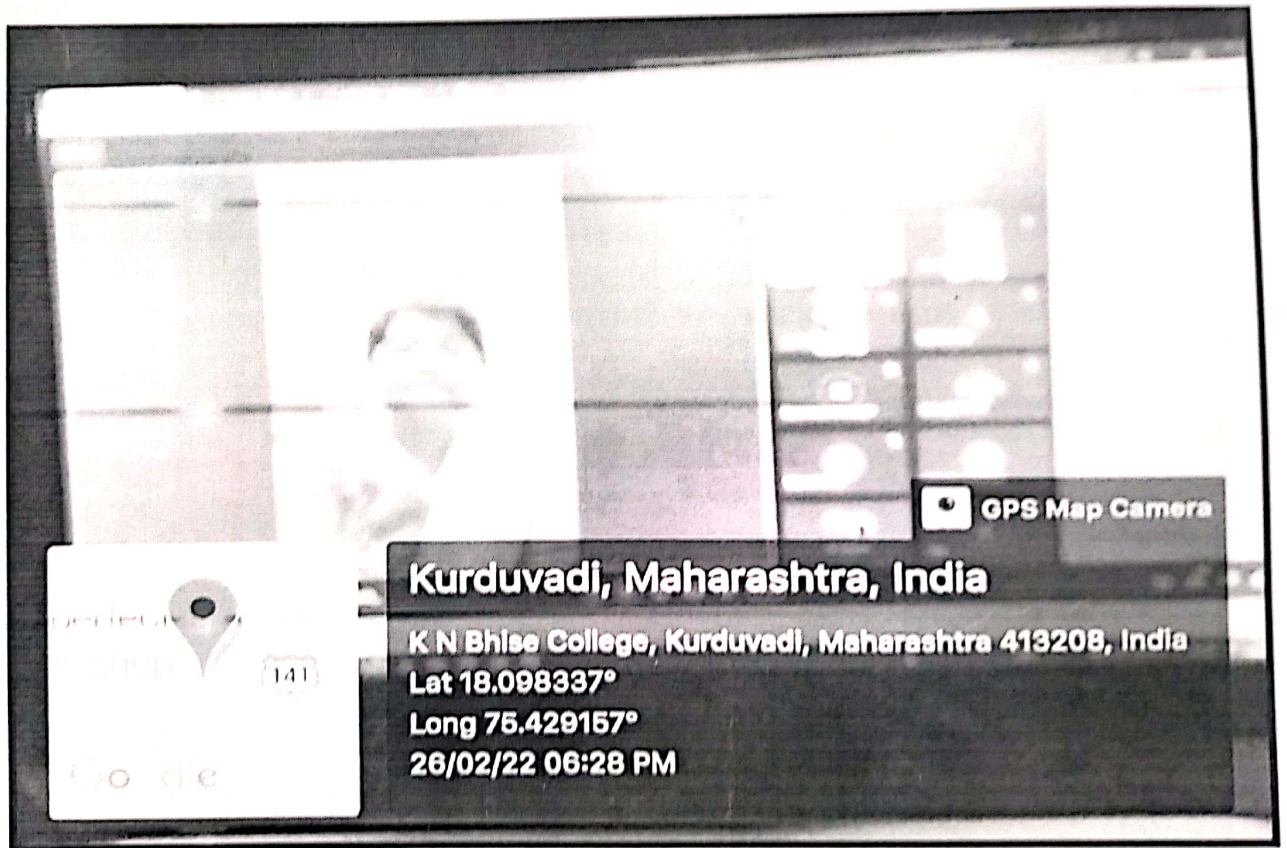 GPS Map Camera
Kurduvadi, Maharashtra, India
K N Bhise College, Kurduvadi, Maharashtra 413208, India
Lat 18.098337°
Long 75.429157°
26/02/22 06:28 PM
141
Google